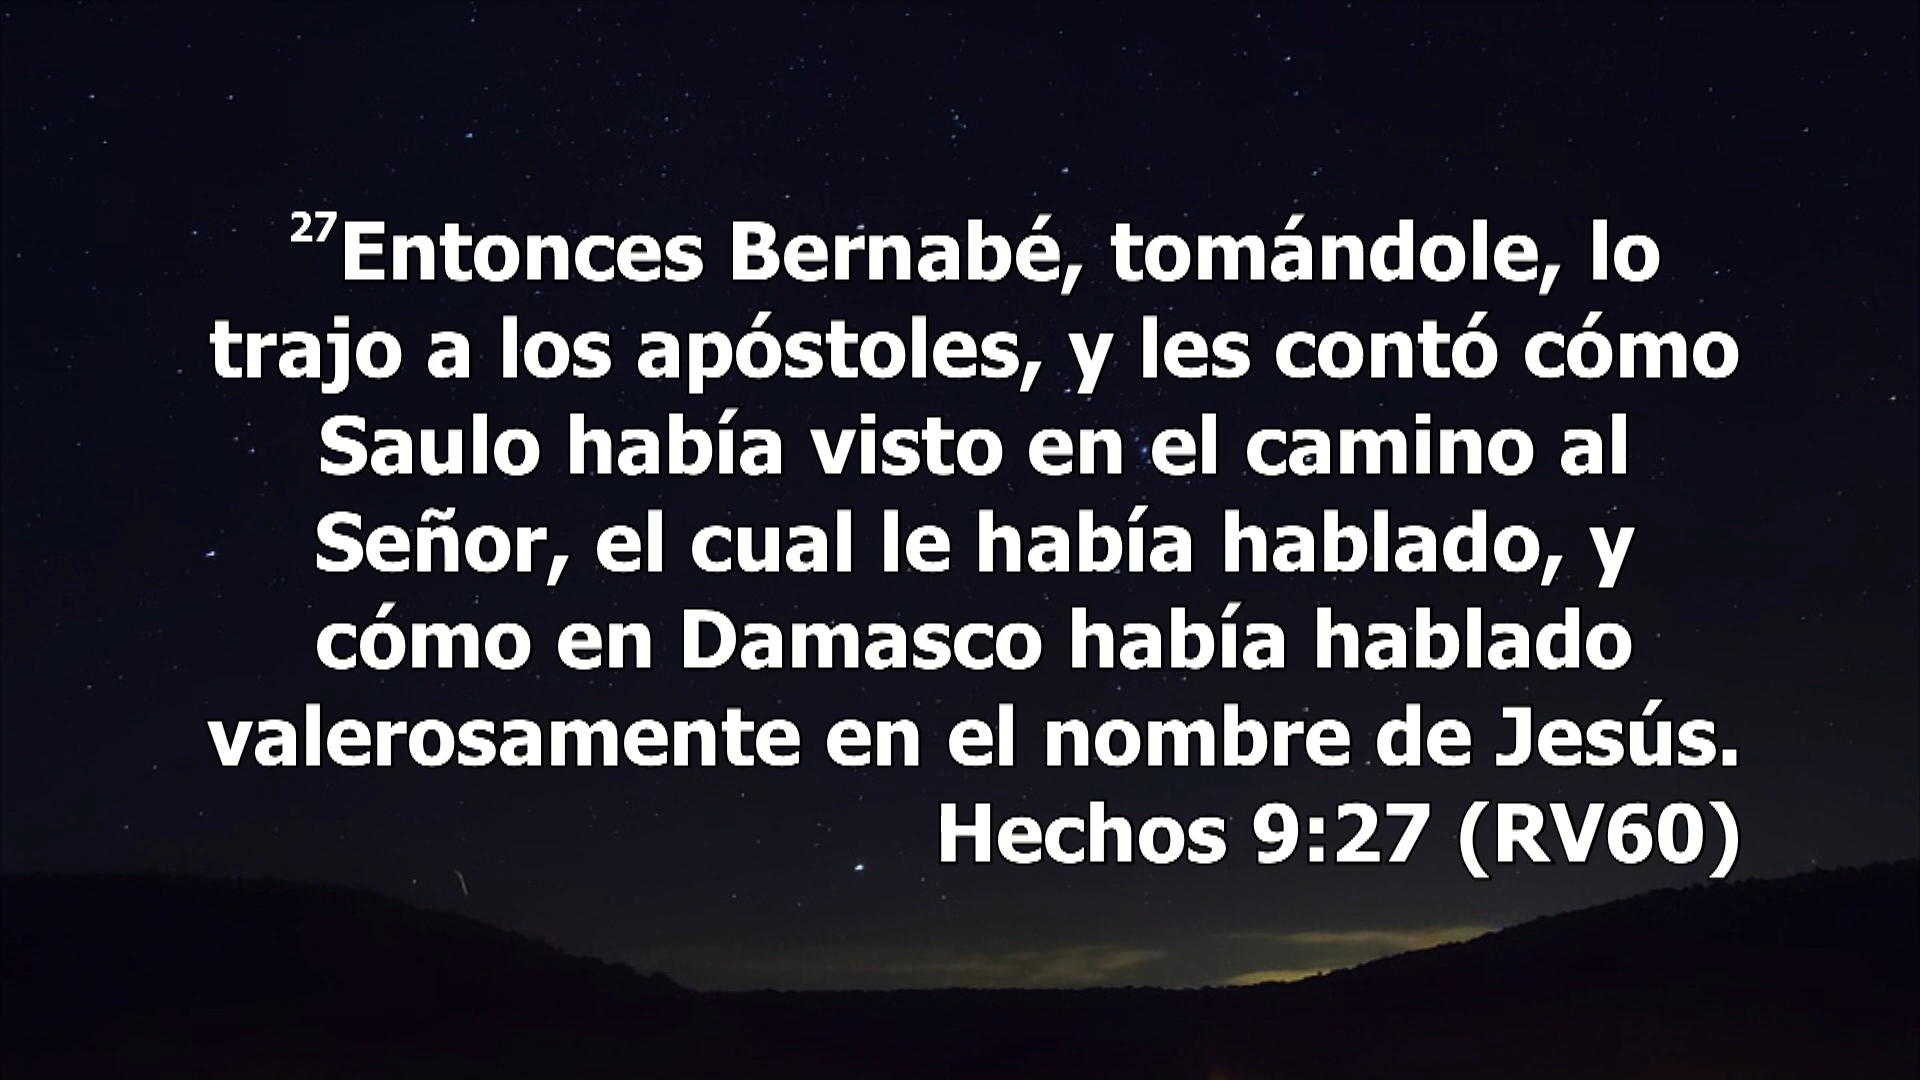 27Entonces Bernabé, tomándole, lo
trajo a los apóstoles, y les contó cómo
Saulo había visto en el camino al
Señor, el cual le había hablado, y
cómo en Damasco había hablado
valerosamente en el nombre de Jesús.
Hechos 9:27 (RV60)